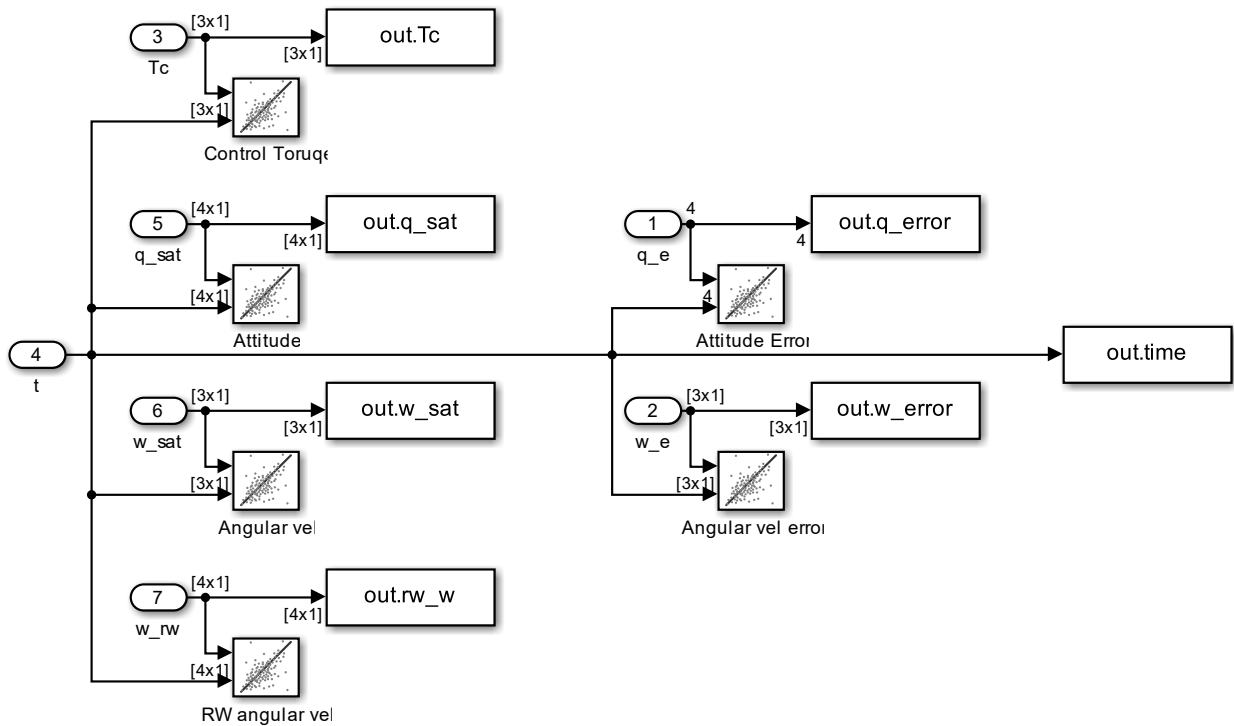 [3x1]
3
out.Tc
[3x1]
Tc
[3x1]
Control Toruqe
[4x1]
5
out.q_sat
[4x1]
q_sat
[4x1]
Attitude
4
1
out.q_error
4
q_e
4
Attitude Error
4
t
out.time
[3x1]
6
out.w_sat
[3x1]
w_sat
[3x1]
Angular vel
[3x1]
2
out.w_error
[3x1]
w_e
[3x1]
Angular vel error
[4x1]
7
out.rw_w
[4x1]
w_rw
[4x1]
RW angular vel